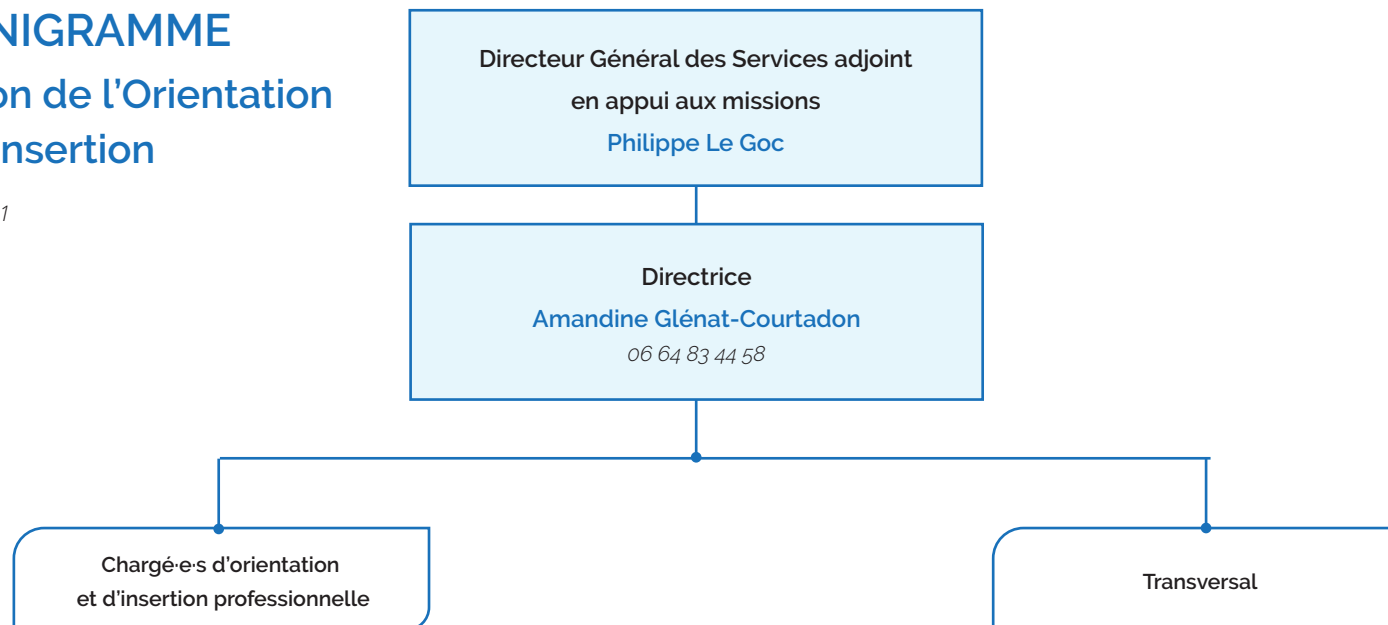 NIGRAMME
on de l'Orientation
nsertion
1
Directeur Général des Services adjoint
en appui aux missions
Philippe Le Goc
Directrice
Amandine Glénat-Courtadon
06 64 83 44 58
Chargé·e·s d'orientation
et d'insertion professionnelle
Transversal